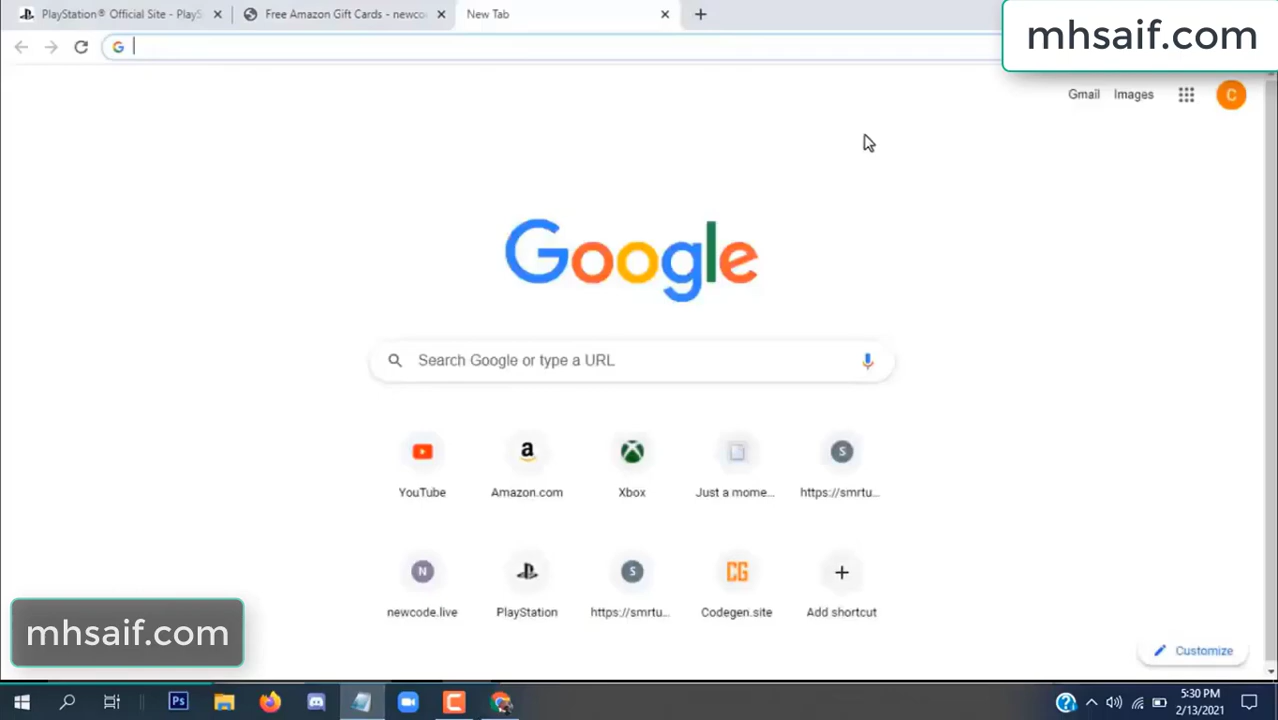 PlayStation® Official Site - PlayS
Free Amazon Gift Cards - newco
New Tab
mhsaif.com
G
Gmail
Images
C
Google
Search Google or type a URL
a
S
YouTube
Amazon.com
Xbox
Just a mome...
https://smrtu...
N
S
CG
newcode.live
PlayStation
https://smrtu...
Codegen.site
Add shortcut
mhsaif.com
Customize
Ps
5:30 PM
2/13/2021